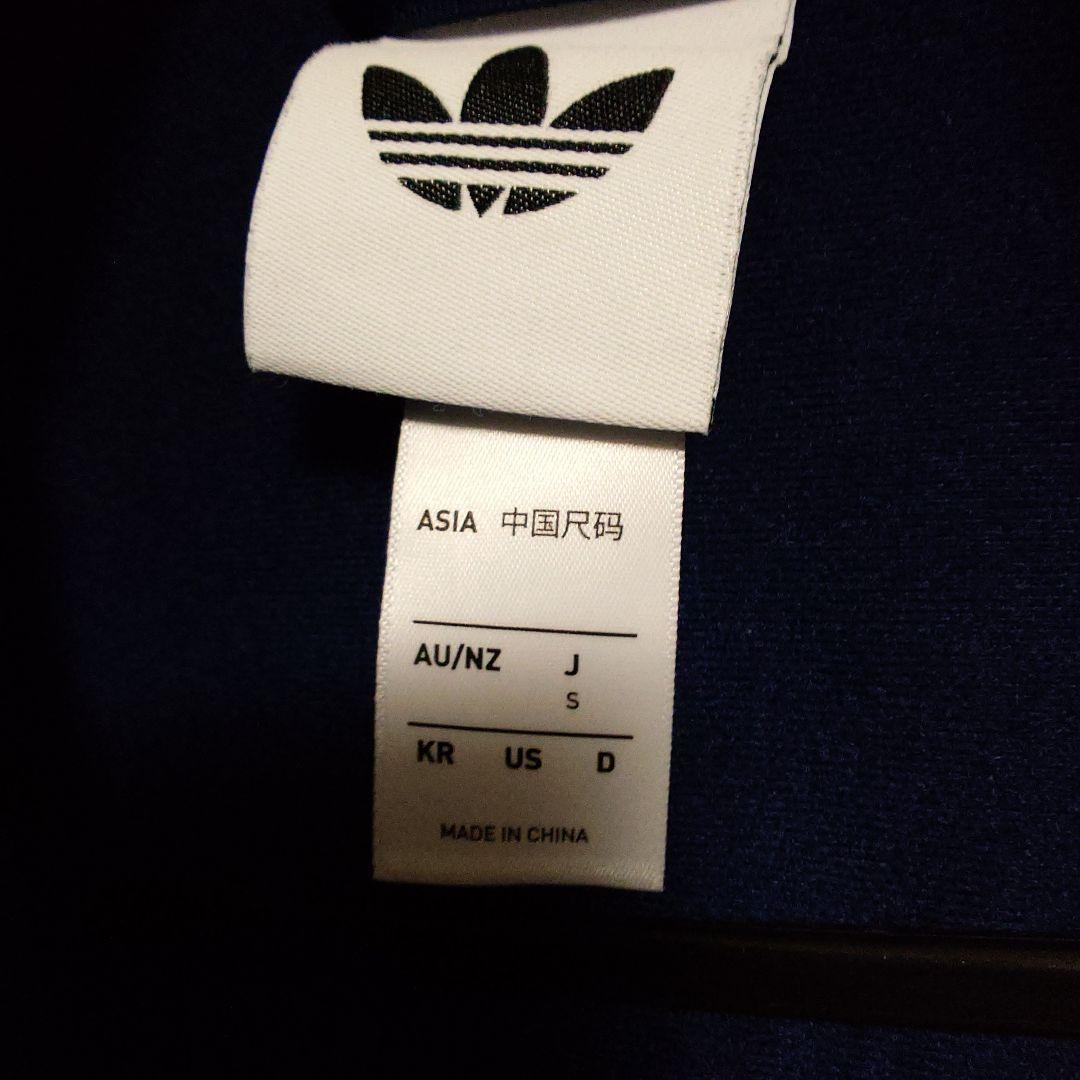 ASIA 中国尺码
AU/NZ J
S
KR US D
MADE IN CHINA